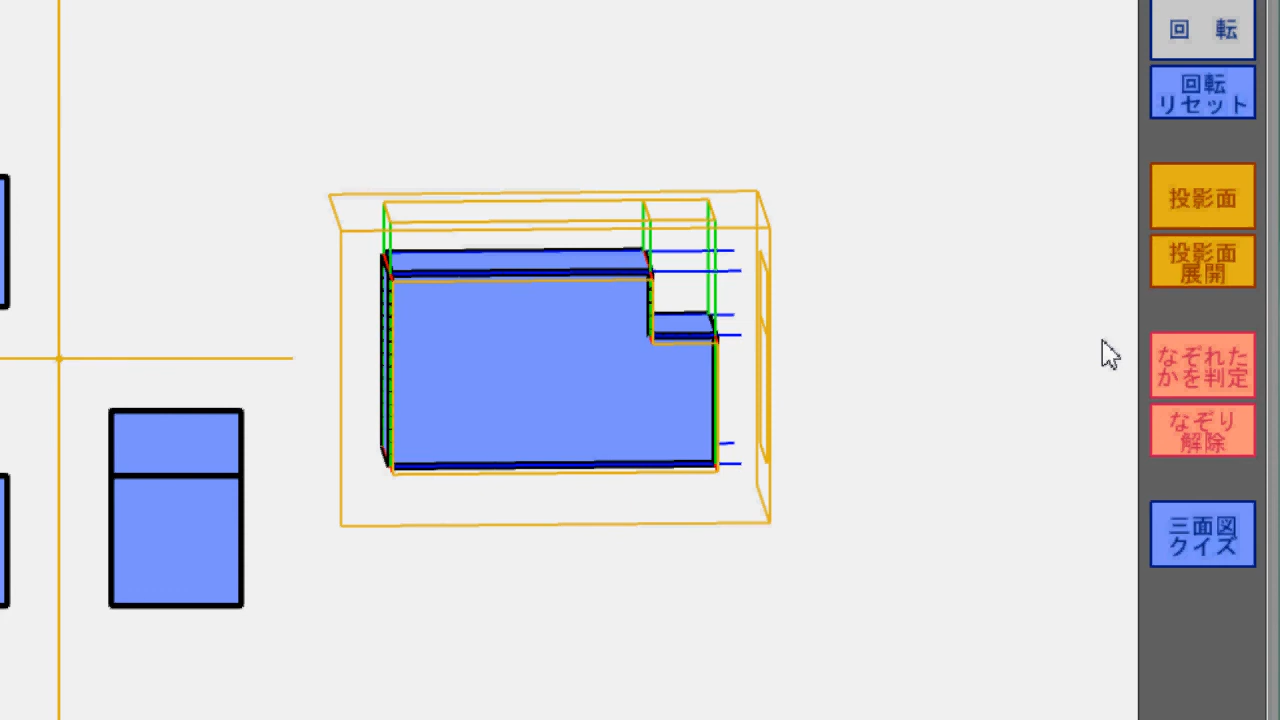 回　転
回転
リセット
投影面
投影面
展開
なぞれた
かを判定
なぞり
解除
三面図
クイズ